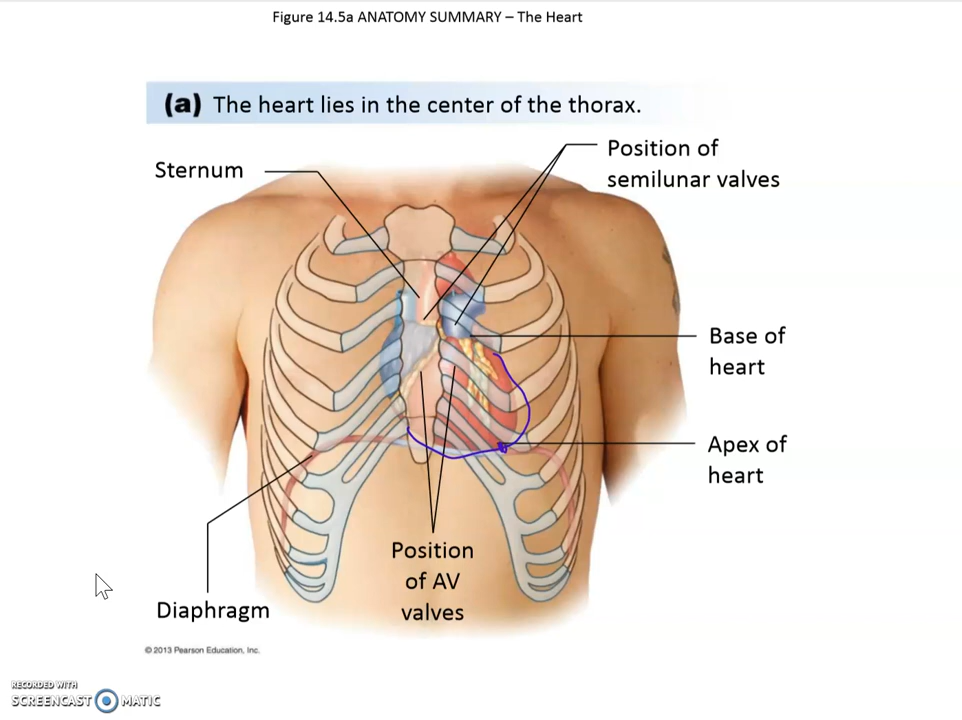 Figure 14.5a ANATOMY SUMMARY – The Heart
(a) The heart lies in the center of the thorax.
Sternum
Position of
semilunar valves
Base of
heart
Apex of
heart
Position
of AV
valves
Diaphragm
© 2013 Pearson Education, Inc.
RECORDED WITH
SCREENCAST MATIC